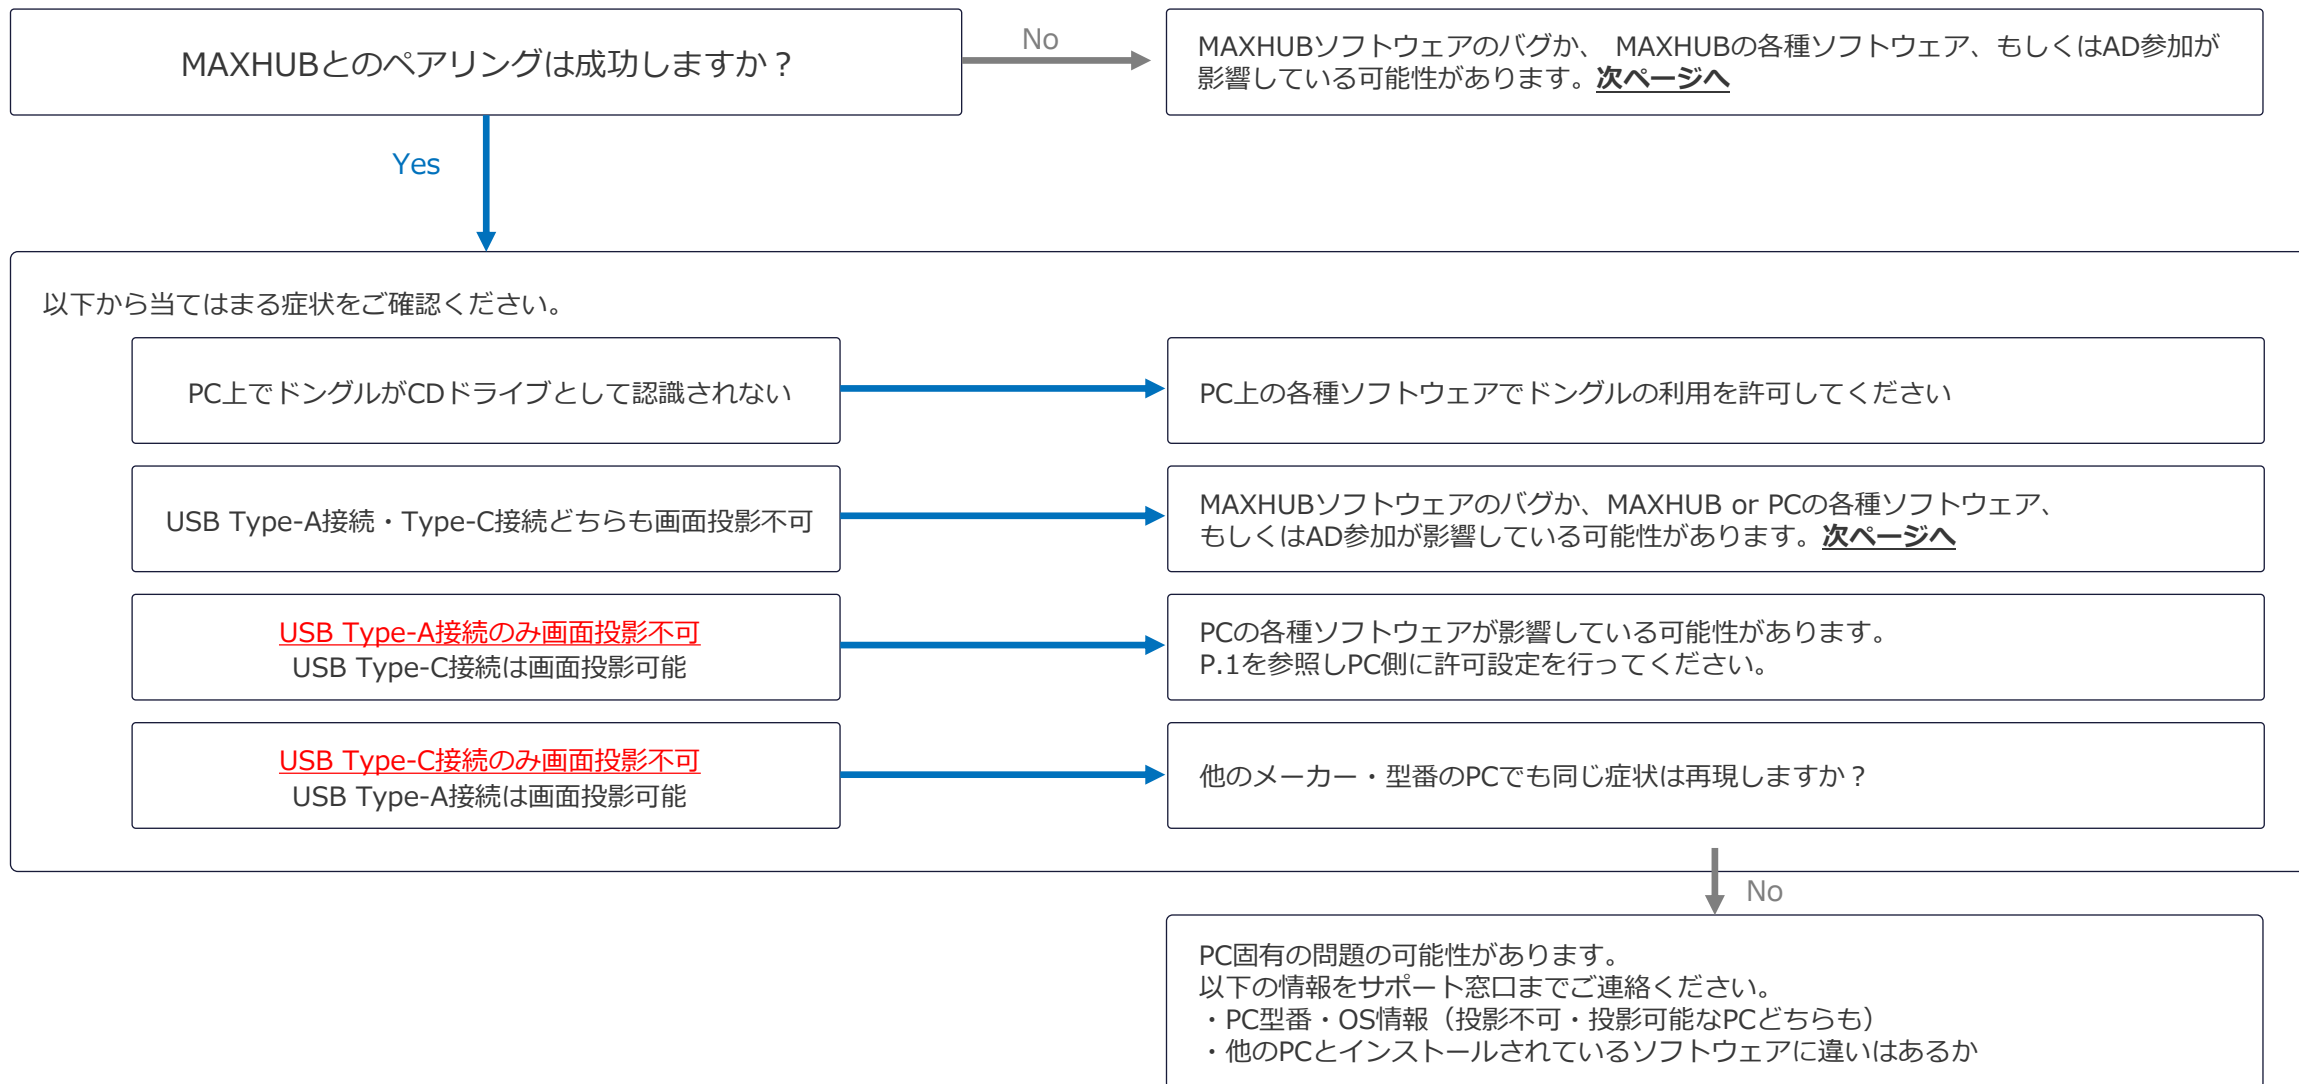 MAXHUBとのペアリングは成功しますか？
No
MAXHUBソフトウェアのバグか、 MAXHUBの各種ソフトウェア、もしくはAD参加が
影響している可能性があります。次ページへ
Yes
以下から当てはまる症状をご確認ください。
PC上でドングルがCDドライブとして認識されない
PC上の各種ソフトウェアでドングルの利用を許可してください
USB Type-A接続・Type-C接続どちらも画面投影不可
MAXHUBソフトウェアのバグか、MAXHUB or PCの各種ソフトウェア、
もしくはAD参加が影響している可能性があります。次ページへ
USB Type-A接続のみ画面投影不可
USB Type-C接続は画面投影可能
PCの各種ソフトウェアが影響している可能性があります。
P.1を参照しPC側に許可設定を行ってください。
USB Type-C接続のみ画面投影不可
USB Type-A接続は画面投影可能
他のメーカー・型番のPCでも同じ症状は再現しますか？
No
PC固有の問題の可能性があります。
以下の情報をサポート窓口までご連絡ください。
・PC型番・OS情報（投影不可・投影可能なPCどちらも）
・他のPCとインストールされているソフトウェアに違いはあるか